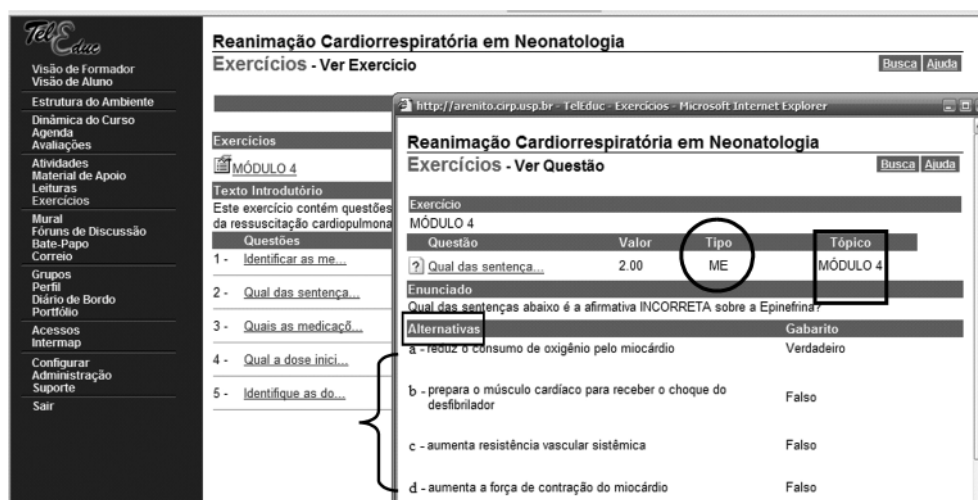 TelEduc
Visão de Formador
Visão de Aluno
Estrutura do Ambiente
Dinâmica do Curso
Agenda
Avaliações
Atividades
Material de Apoio
Leituras
Exercícios
Mural
Fóruns de Discussão
Bate-Papo
Correio
Grupos
Perfil
Diário de Bordo
Portfólio
Acessos
Intermap
Configurar
Administração
Suporte
Sair
Reanimação Cardiorrespiratória em Neonatologia
Exercícios - Ver Exercício
Busca Ajuda
Exercícios
MÓDULO 4
Texto Introdutório
Este exercício contém questões
da ressuscitação cardiopulmona
Questões
1 - Identificar as me...
2 - Qual das sentença...
3 - Quais as medicaçõ...
4 - Qual a dose inici...
5 - Identifique as do...
http://arenito.cirp.usp.br - TelEduc - Exercícios - Microsoft Internet Explorer
Reanimação Cardiorrespiratória em Neonatologia
Exercícios - Ver Questão
Busca Ajuda
Exercício
MÓDULO 4
Questão Valor Tipo Tópico
? Qual das sentença... 2.00 ME MÓDULO 4
Enunciado
Qual das sentenças abaixo é a afirmativa INCORRETA sobre a Epinefrina?
Alternativas Gabarito
a - reduz o consumo de oxigênio pelo miocárdio Verdadeiro
b - prepara o músculo cardíaco para receber o choque do
desfibrilador Falso
c - aumenta resistência vascular sistêmica Falso
d - aumenta a força de contração do miocárdio Falso